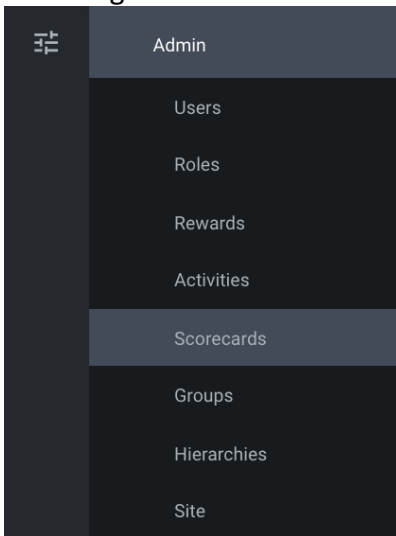 Admin
Users
Roles
Rewards
Activities
Scorecards
Groups
Hierarchies
Site